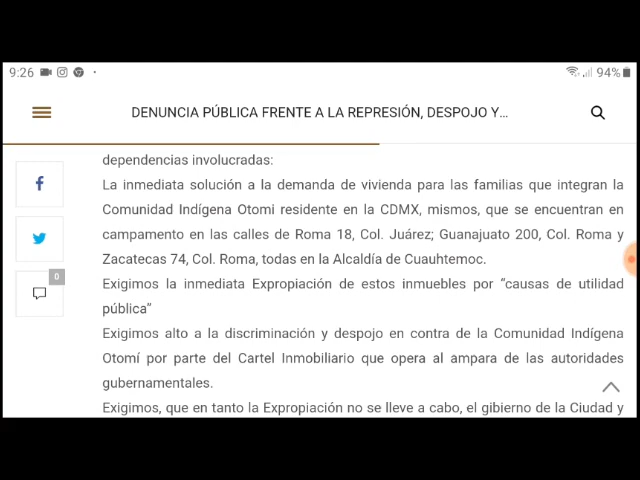 9:26
94%
DENUNCIA PÚBLICA FRENTE A LA REPRESIÓN, DESPOJO Y...
dependencias involucradas:
La inmediata solución a la demanda de vivienda para las familias que integran la
Comunidad Indígena Otomi residente en la CDMX, mismos, que se encuentran en
campamento en las calles de Roma 18, Col. Juárez; Guanajuato 200, Col. Roma y
Zacatecas 74, Col. Roma, todas en la Alcaldía de Cuauhtemoc.
Exigimos la inmediata Expropiación de estos inmuebles por "causas de utilidad
pública"
0
Exigimos alto a la discriminación y despojo en contra de la Comunidad Indígena
Otomí por parte del Cartel Inmobiliario que opera al ampara de las autoridades
gubernamentales.
Exigimos, que en tanto la Expropiación no se lleve a cabo, el gibierno de la Ciudad y